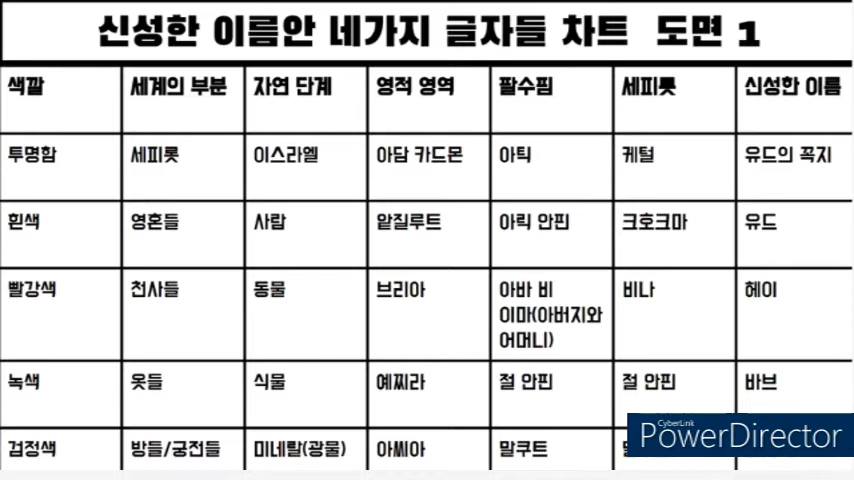 신성한 이름안 네가지 글자들 차트 도면 1
색깔 세계의 부분 자연 단계 영적 영역 팔수핌 세피롯 신성한 이름
투명함 세피롯 이스라엘 아담 카드몬 아틱 케털 유드의 꼭지
흰색 영혼들 사람 앝질루트 아릭 안핀 크호크마 유드
빨강색 천사들 동물 브리아 아바 비 비나 헤이
이마(아버지와
어머니)
녹색 옷들 식물 예찌라 절 안핀 절 안핀 바브
검정색 방들/궁전들 미네랄(광물) 아씨아 말쿠트
CyberLink
PowerDirector